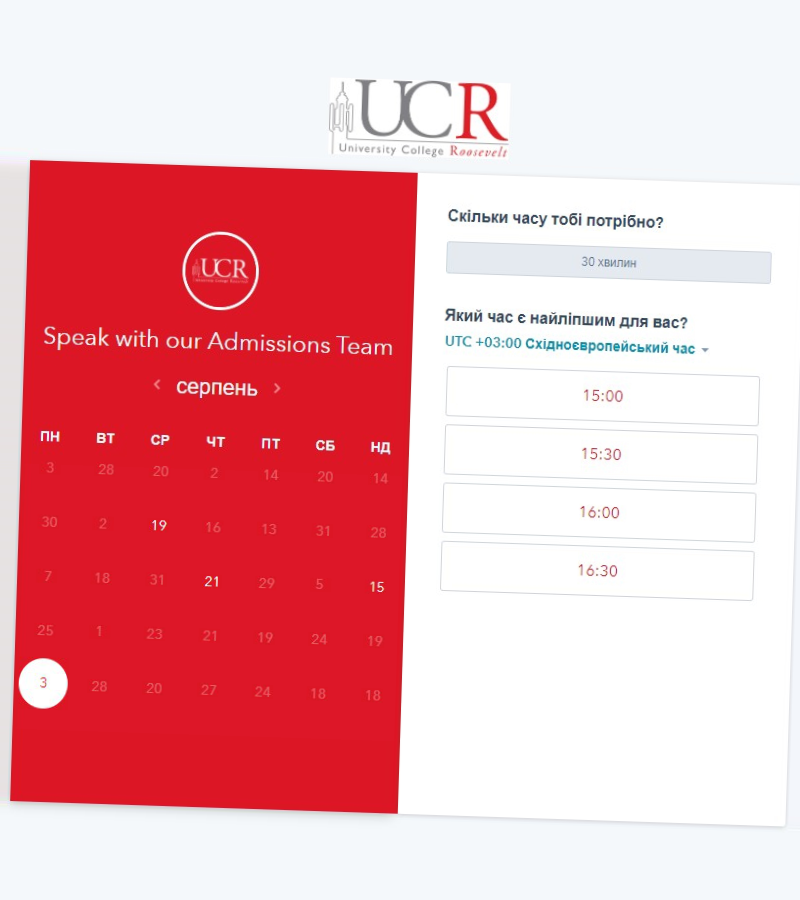 UCR
University College Roosevelt
UCR
Speak with our Admissions Team
серпень
ПН ВТ СР ЧТ ПТ СБ НД
3 28 20 2 14 20 14
30 2 19 16 13 31 28
7 18 31 21 29 5 15
25 1 23 21 19 24 19
3 28 20 27 24 18 18
Скільки часу тобі потрібно?
30 хвилин
Який час є найліпшим для вас?
UTC +03:00 Східноєвропейський час
15:00
15:30
16:00
16:30